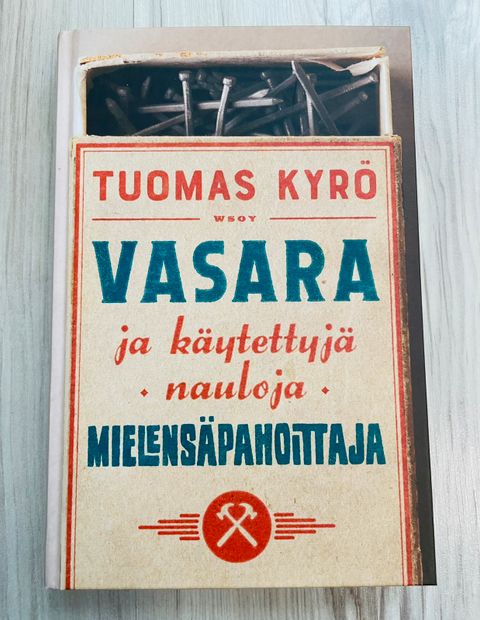 TUOMAS KYRÖ
WSOY
VASARA
ja käytettyjä
nauloja
MIELENSÄPAHOITTAJA